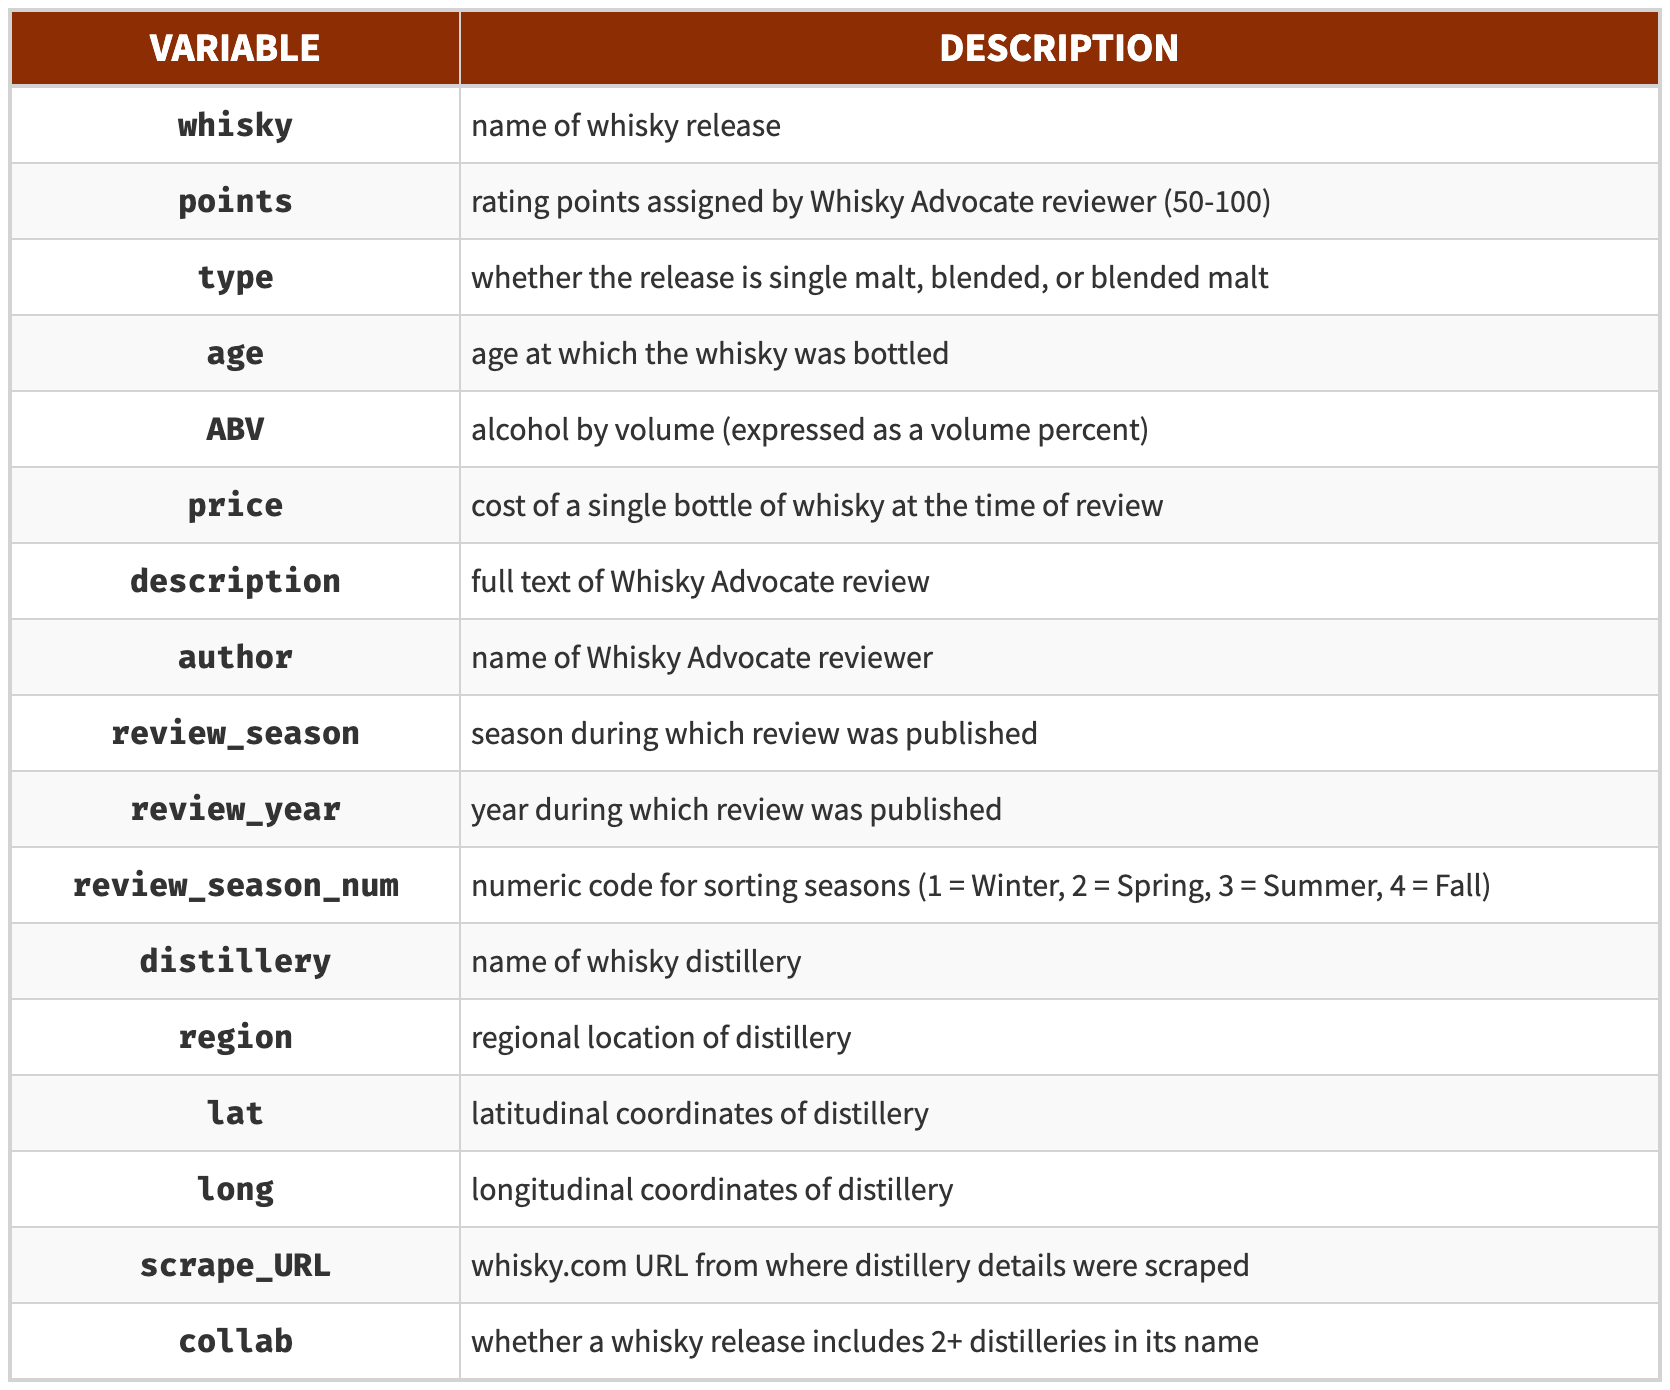 VARIABLE DESCRIPTION
whisky name of whisky release
points rating points assigned by Whisky Advocate reviewer (50-100)
type whether the release is single malt, blended, or blended malt
age age at which the whisky was bottled
ABV alcohol by volume (expressed as a volume percent)
price cost of a single bottle of whisky at the time of review
description full text of Whisky Advocate review
author name of Whisky Advocate reviewer
review_season season during which review was published
review_year year during which review was published
review_season_num numeric code for sorting seasons (1 = Winter, 2 = Spring, 3 = Summer, 4 = Fall)
distillery name of whisky distillery
region regional location of distillery
lat latitudinal coordinates of distillery
long longitudinal coordinates of distillery
scrape_URL whisky.com URL from where distillery details were scraped
collab whether a whisky release includes 2+ distilleries in its name